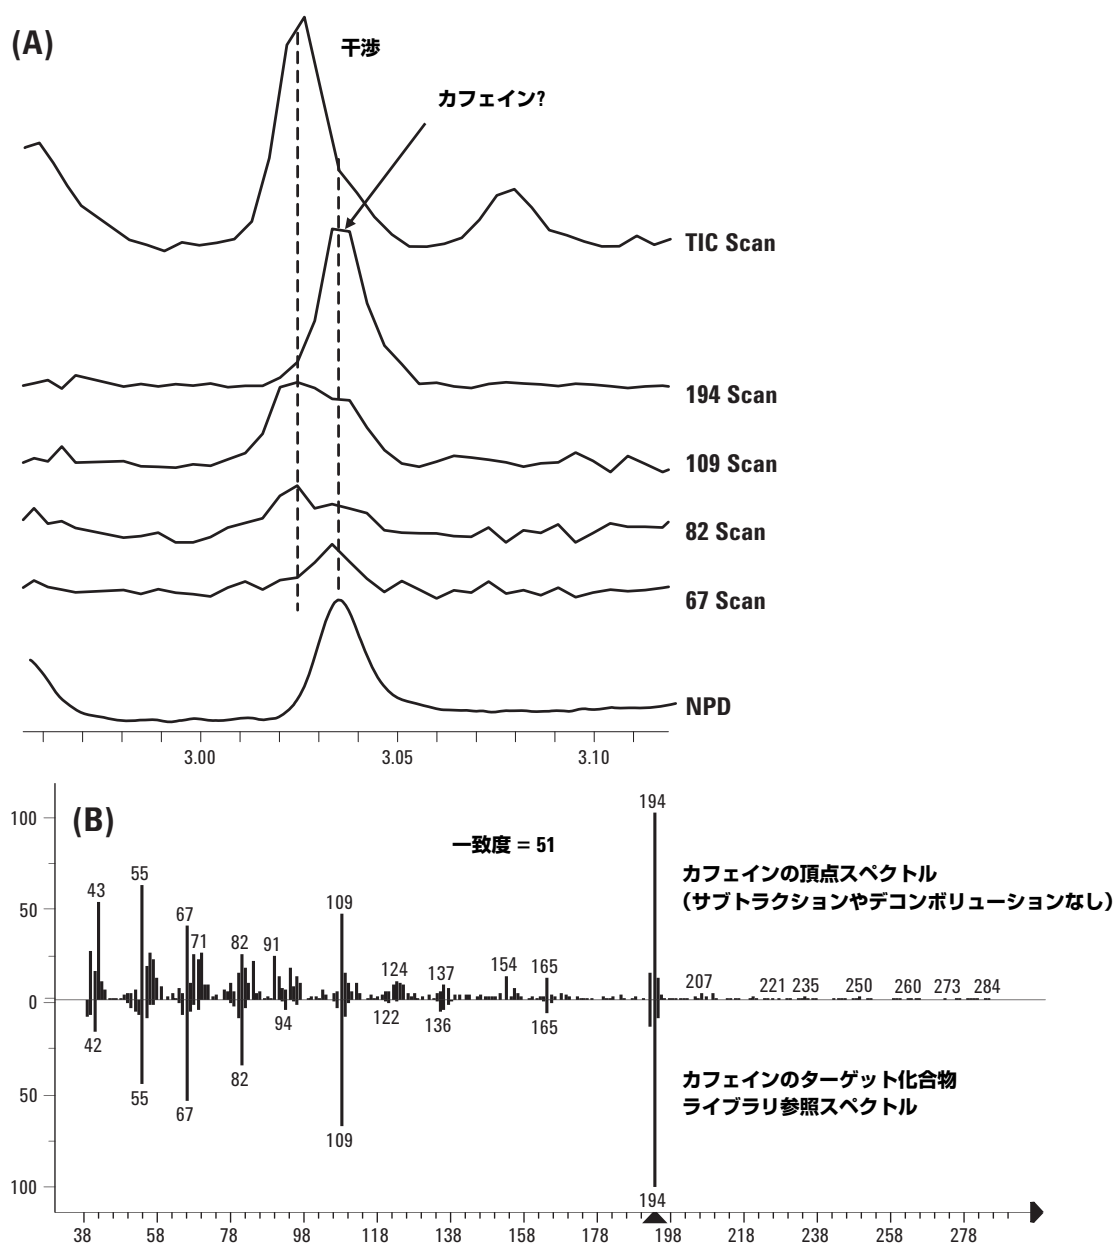 (A)
干渉
カフェイン?
TIC Scan
194 Scan
109 Scan
82 Scan
67 Scan
NPD
3.00 3.05 3.10
(B)
一致度 = 51
カフェインの頂点スペクトル
（サブトラクションやデコンボリューションなし）
194
100
55
43
50
109
67
71
82
91
124
137
154
165
207
221
235
250
260
273
284
0
42
94
122
136
165
55
67
82
109
50
カフェインのターゲット化合物
ライブラリ参照スペクトル
100
194
38 58 78 98 118 138 158 178 198 218 238 258 278